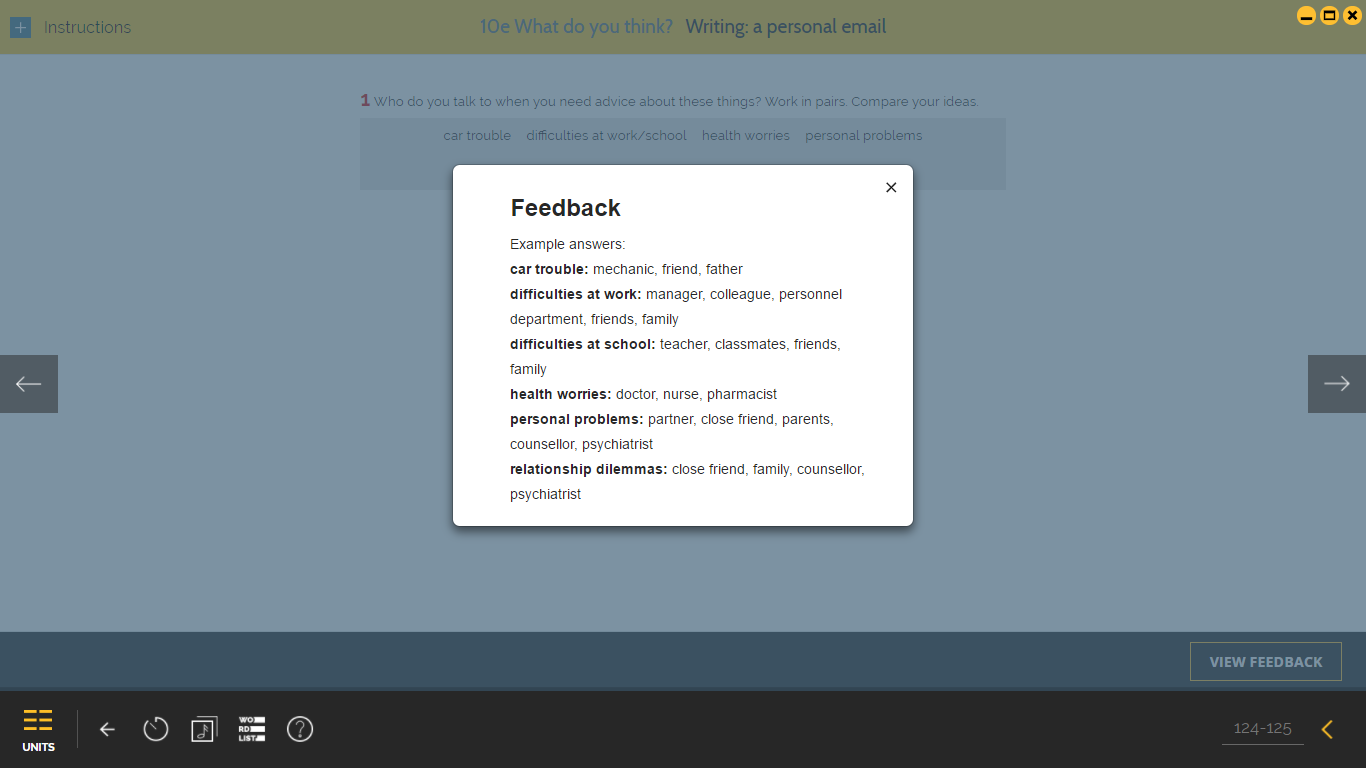 Instructions
10e What do you think? Writing: a personal email
1 Who do you talk to when you need advice about these things? Work in pairs. Compare your ideas.
car trouble difficulties at work/school health worries personal problems
Feedback
Example answers:
car trouble: mechanic, friend, father
difficulties at work: manager, colleague, personnel
department, friends, family
difficulties at school: teacher, classmates, friends,
family
health worries: doctor, nurse, pharmacist
personal problems: partner, close friend, parents,
counsellor, psychiatrist
relationship dilemmas: close friend, family, counsellor,
psychiatrist
VIEW FEEDBACK
UNITS
WO
RD
LIST
124-125